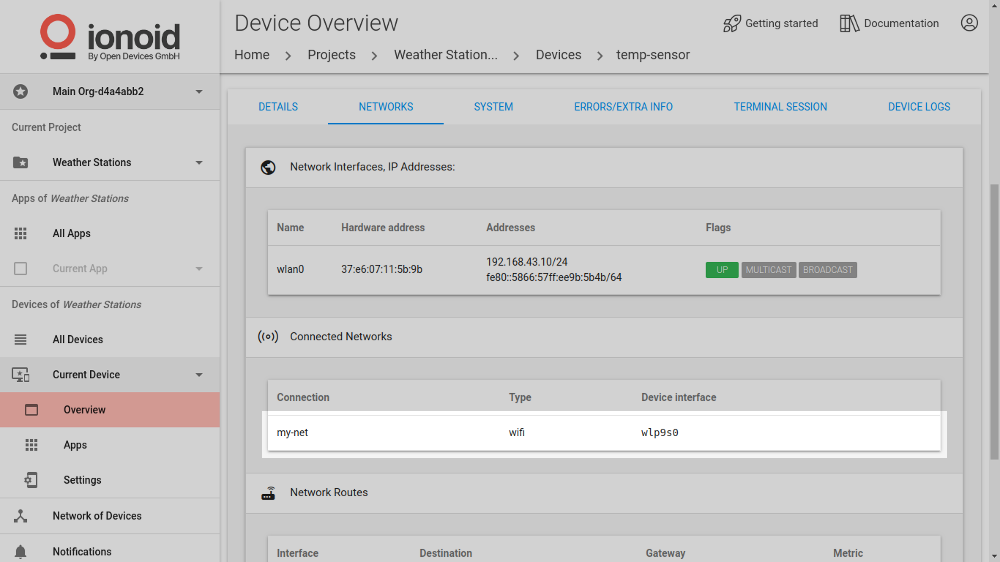 ionoid
By Open Devices GmbH
Main Org-d4a4abb2
Current Project
Weather Stations
Apps of Weather Stations
All Apps
Current App
Devices of Weather Stations
All Devices
Current Device
Overview
Apps
Settings
Network of Devices
Notifications
Device Overview
Getting started
Documentation
Home > Projects > Weather Station... > Devices > temp-sensor
DETAILS NETWORKS SYSTEM ERRORS/EXTRA INFO TERMINAL SESSION DEVICE LOGS
Network Interfaces, IP Addresses:
Name Hardware address Addresses Flags
wlan0 37:e6:07:11:5b:9b 192.168.43.10/24 UP MULTICAST BROADCAST
fe80::5866:57ff:ee9b:5b4b/64
Connected Networks
Connection Type Device interface
my-net wifi wlp9s0
Network Routes
Interface Destination Gateway Metric